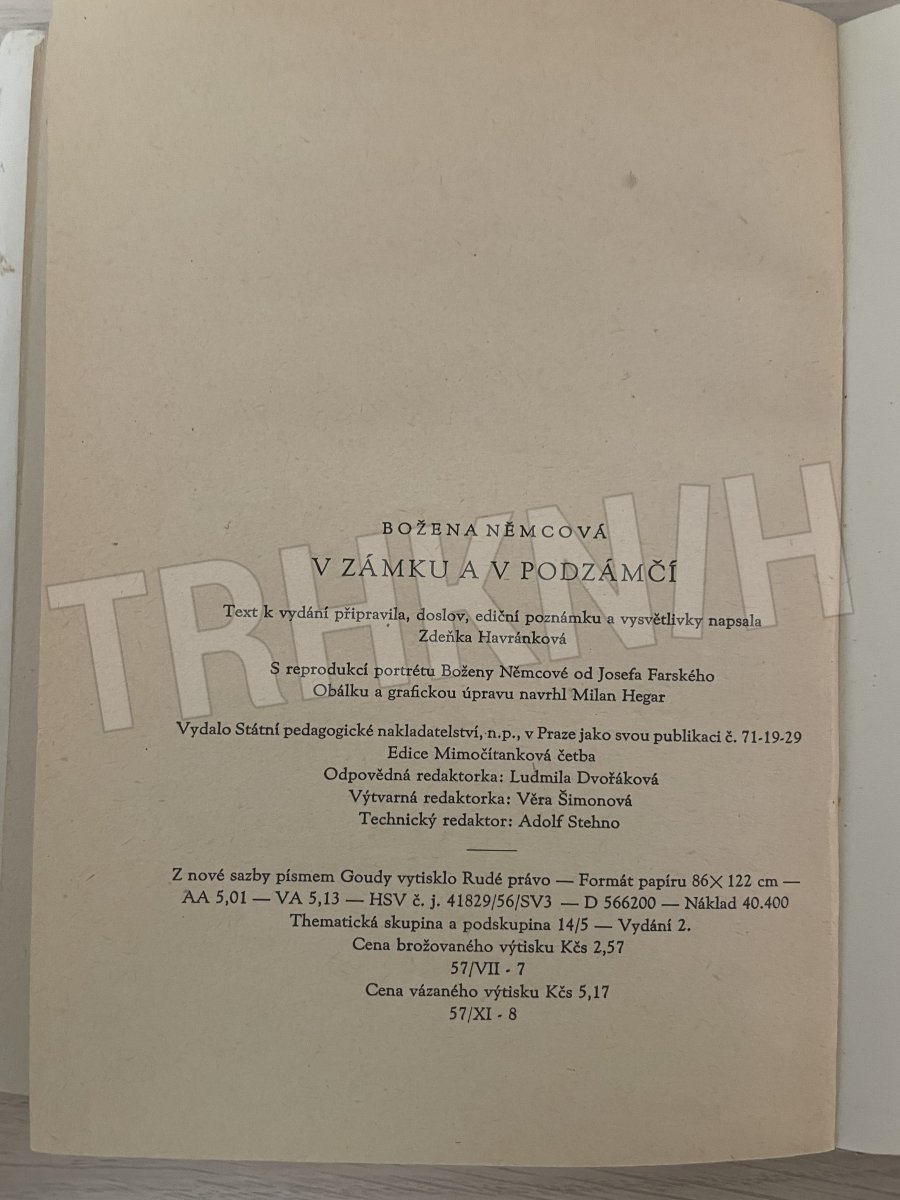 BOŽENA NĚMCOVÁ
V ZÁMKU A V PODZÁMČÍ
Text k vydání připravila, doslov, ediční poznámku a vysvětlivky napsala
Zdeňka Havránková
S reprodukcí portrétu Boženy Němcové od Josefa Farského
Obálku a grafickou úpravu navrhl Milan Hegar
Vydalo Státní pedagogické nakladatelství, n.p., v Praze jako svou publikaci č. 71-19-29
Edice Mimočítanková četba
Odpovědná redaktorka: Ludmila Dvořáková
Výtvarná redaktorka: Věra Šimonová
Technický redaktor: Adolf Stehno
Z nové sazby písmem Goudy vytisklo Rudé právo — Formát papíru 86X 122 cm —
AA 5,01 — VA 5,13 — HSV č. j. 41829/56/SV3 — D 566200 — Náklad 40.400
Thematická skupina a podskupina 14/5 — Vydání 2.
Cena brožovaného výtisku Kčs 2,57
57/VII - 7
Cena vázaného výtisku Kčs 5,17
57/XI - 8
TRHKNIH